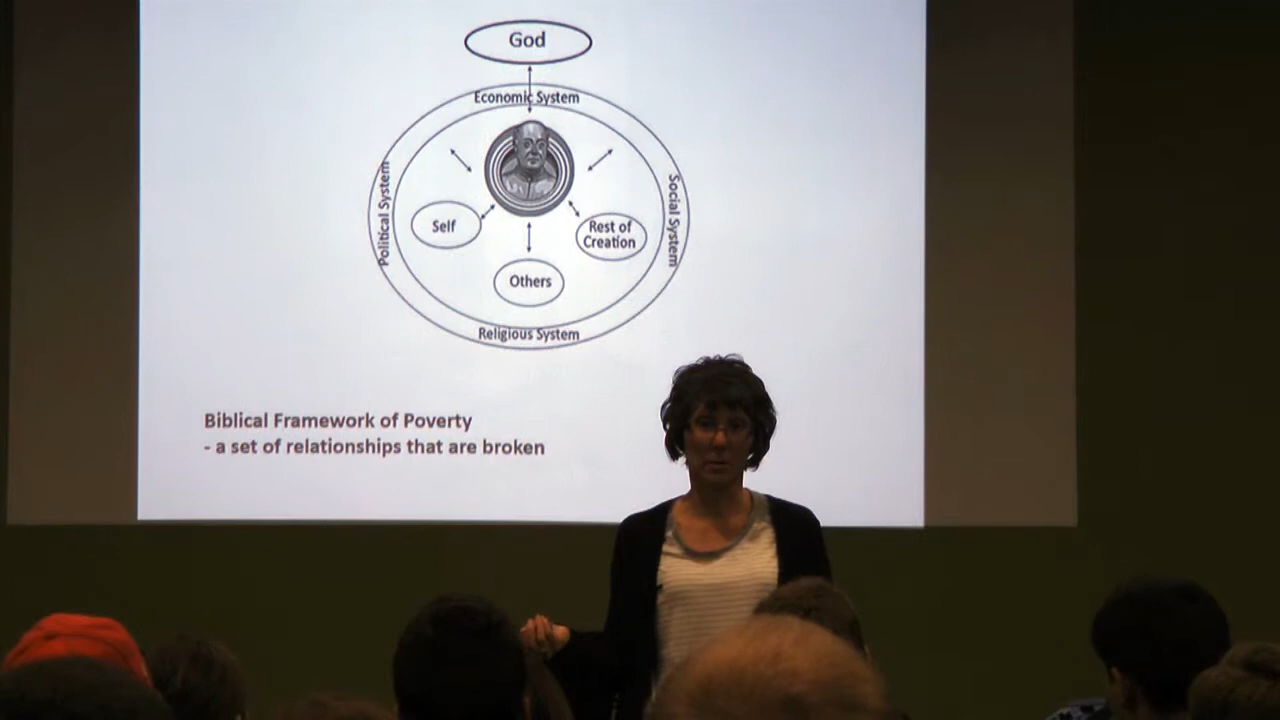 God
Economic System
Political System
Social System
Self
Rest of
Creation
Others
Religious System
Biblical Framework of Poverty
- a set of relationships that are broken